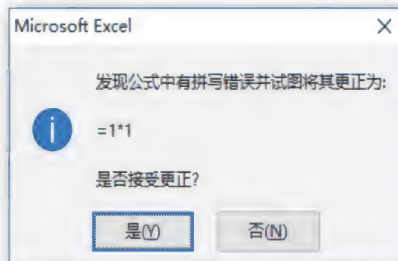 Microsoft Excel
发现公式中有拼写错误并试图将其更正为:
=1*1
是否接受更正?
是(Y)
否(N)